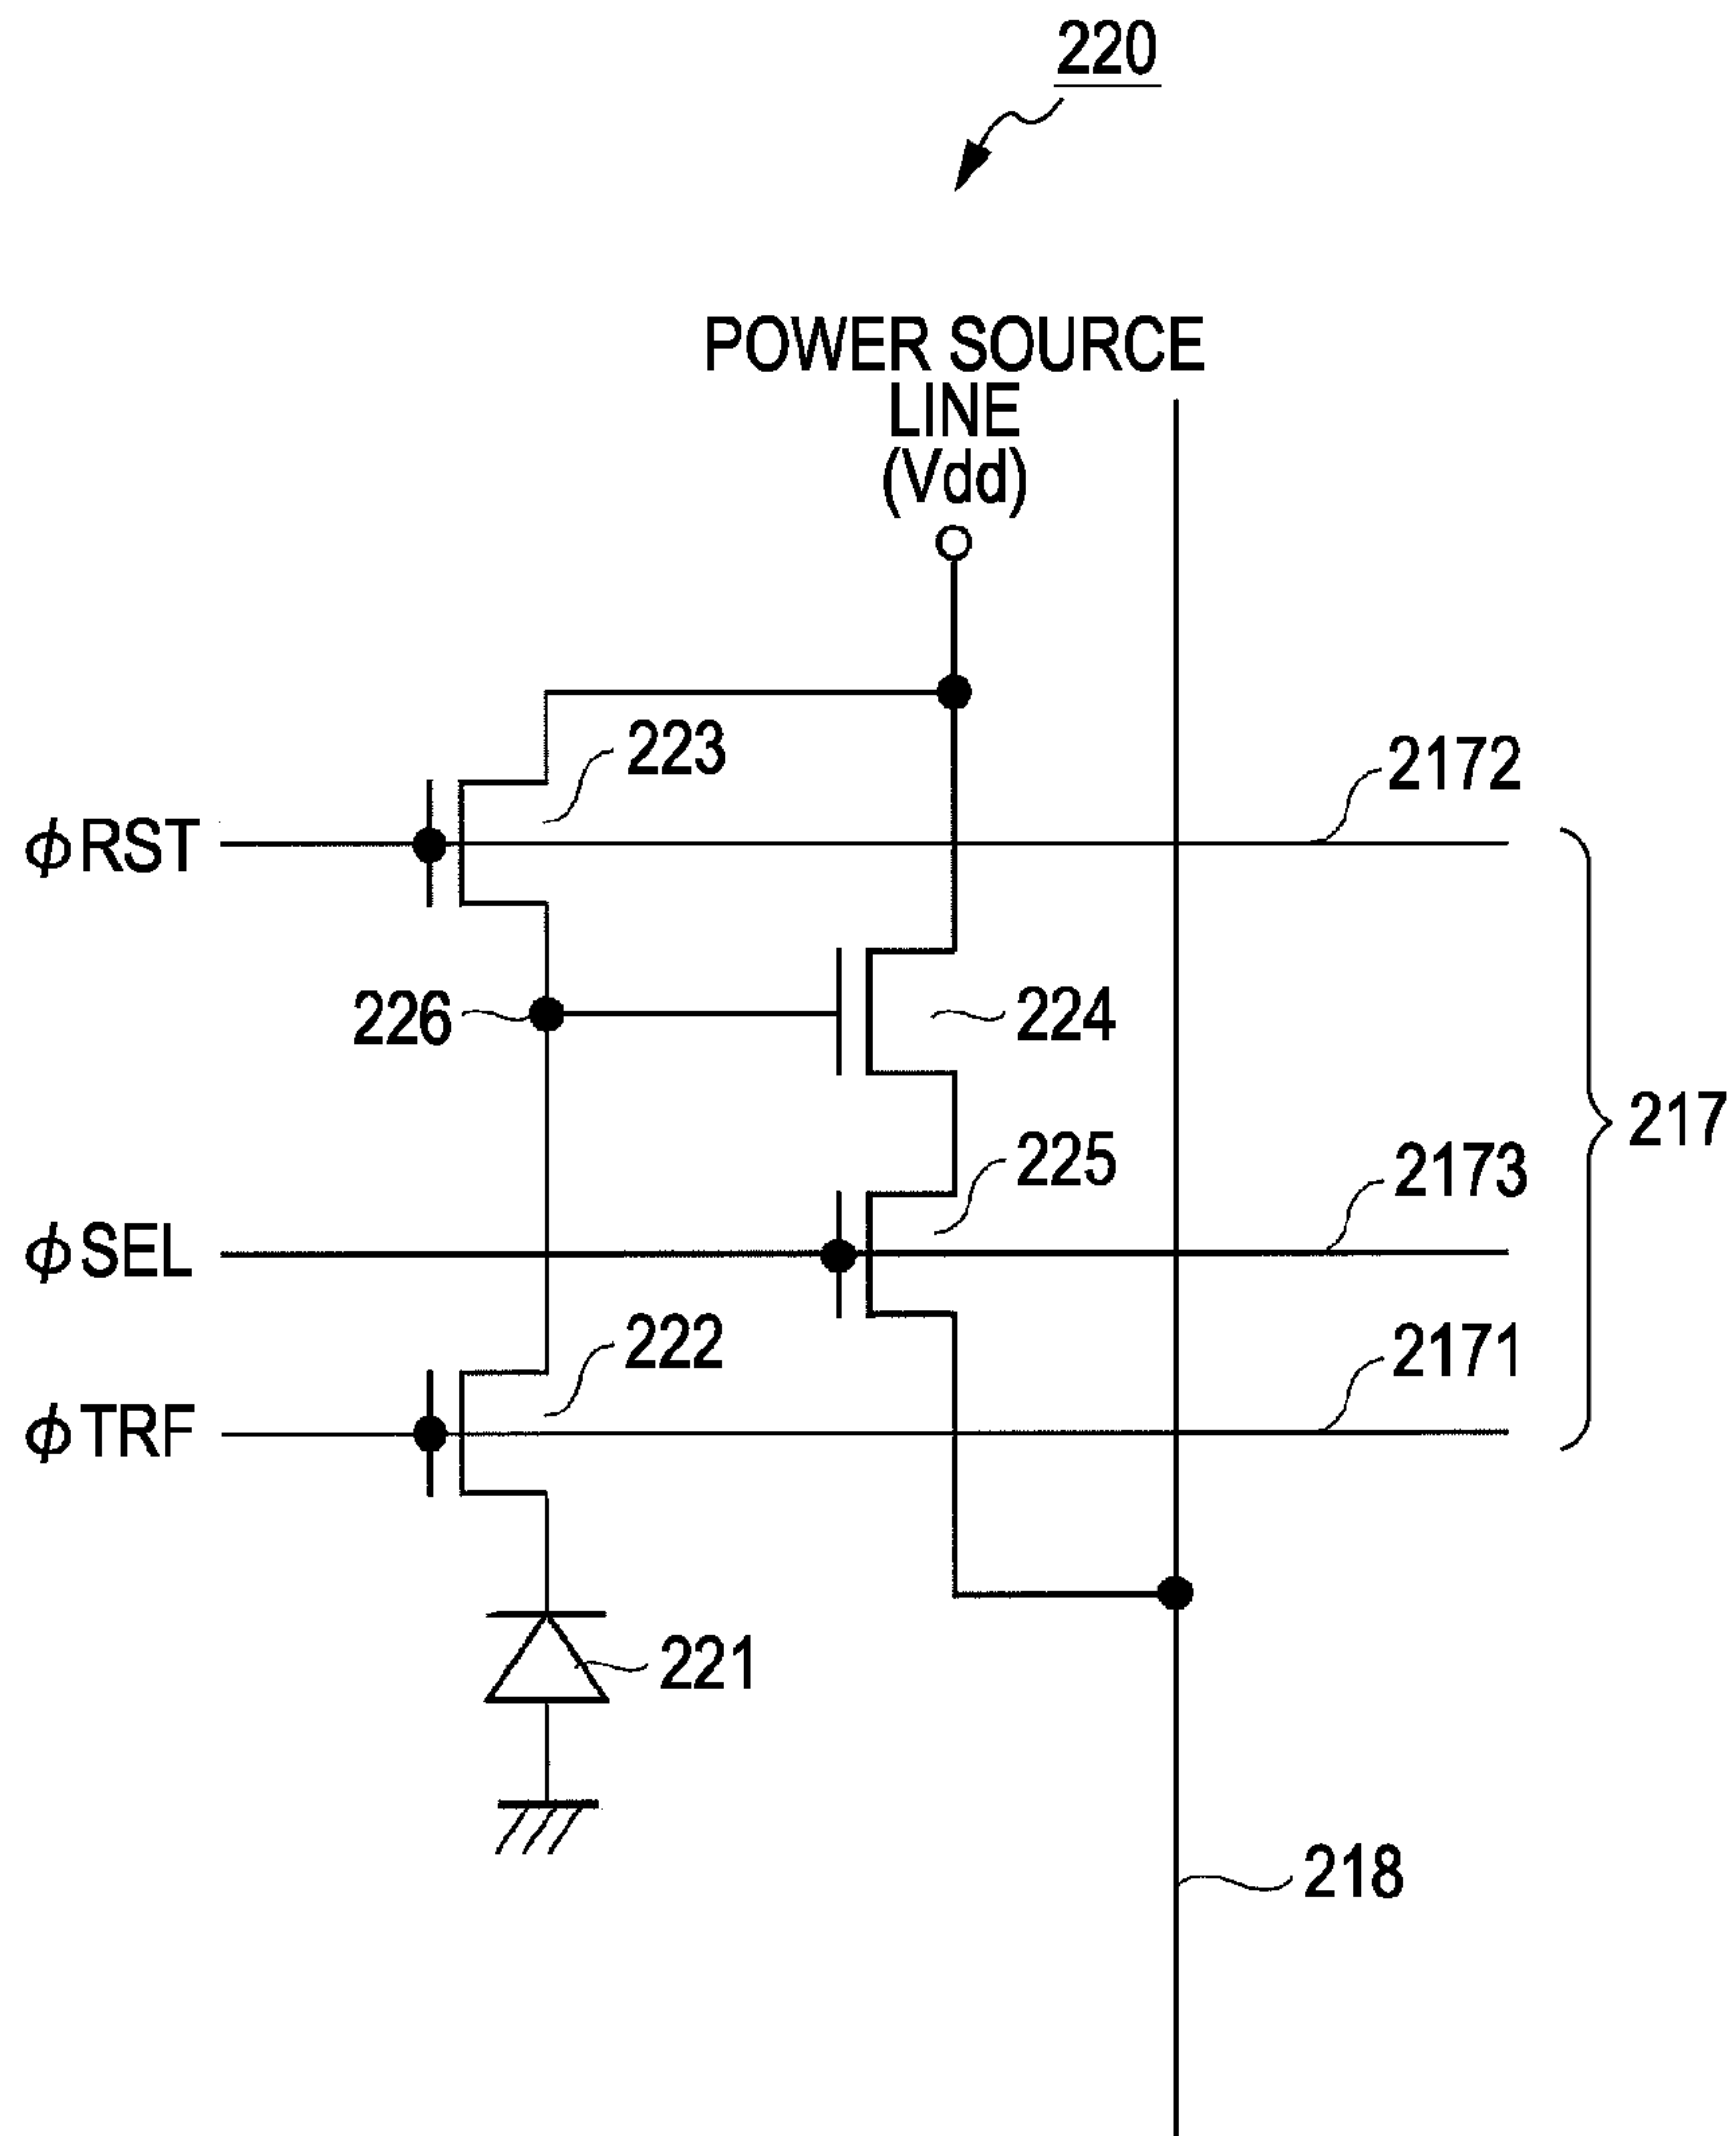 220
POWER SOURCE
LINE
(Vdd)
223
2172
ϕRST
226
224
217
225
2173
ϕSEL
222
2171
ϕTRF
221
218